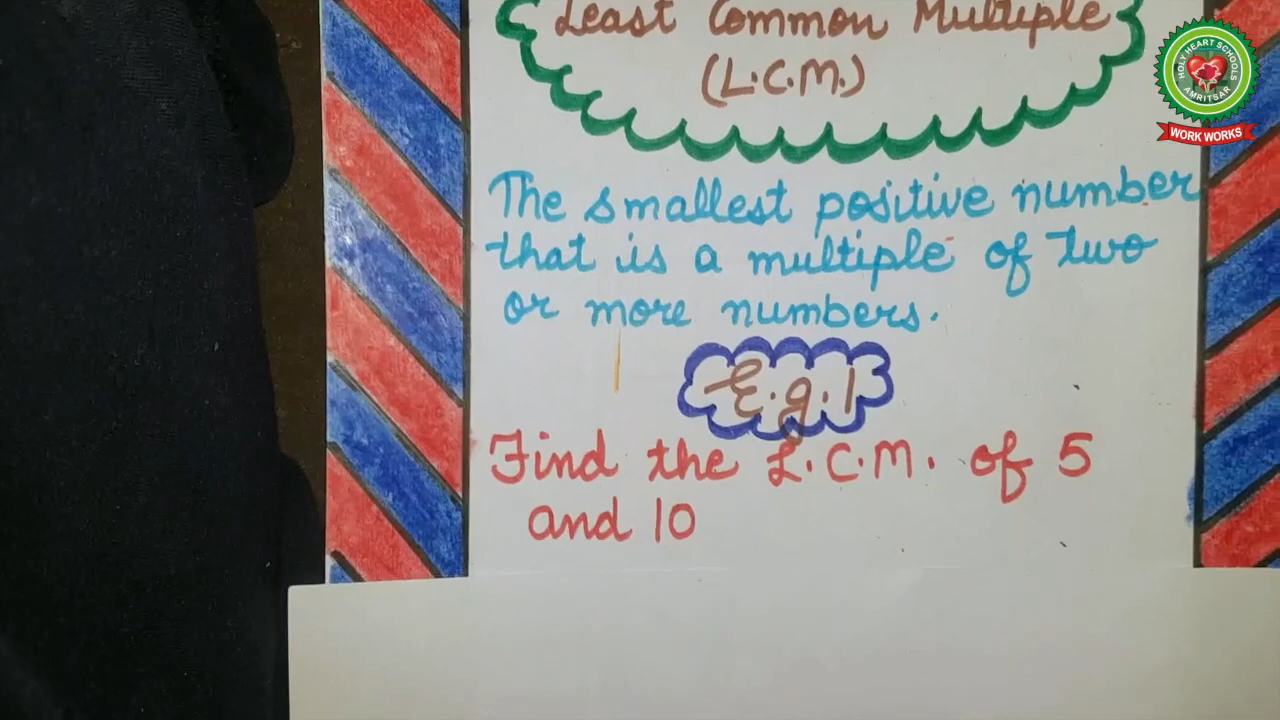 Least Common Multiple
(L.C.M.)
The smallest positive number
that is a multiple of two
or more numbers.
E.g.1
Find the L.C.M. of 5
and 10
HOLY HEART SCHOOLS
AMRITSAR
WORK WORKS